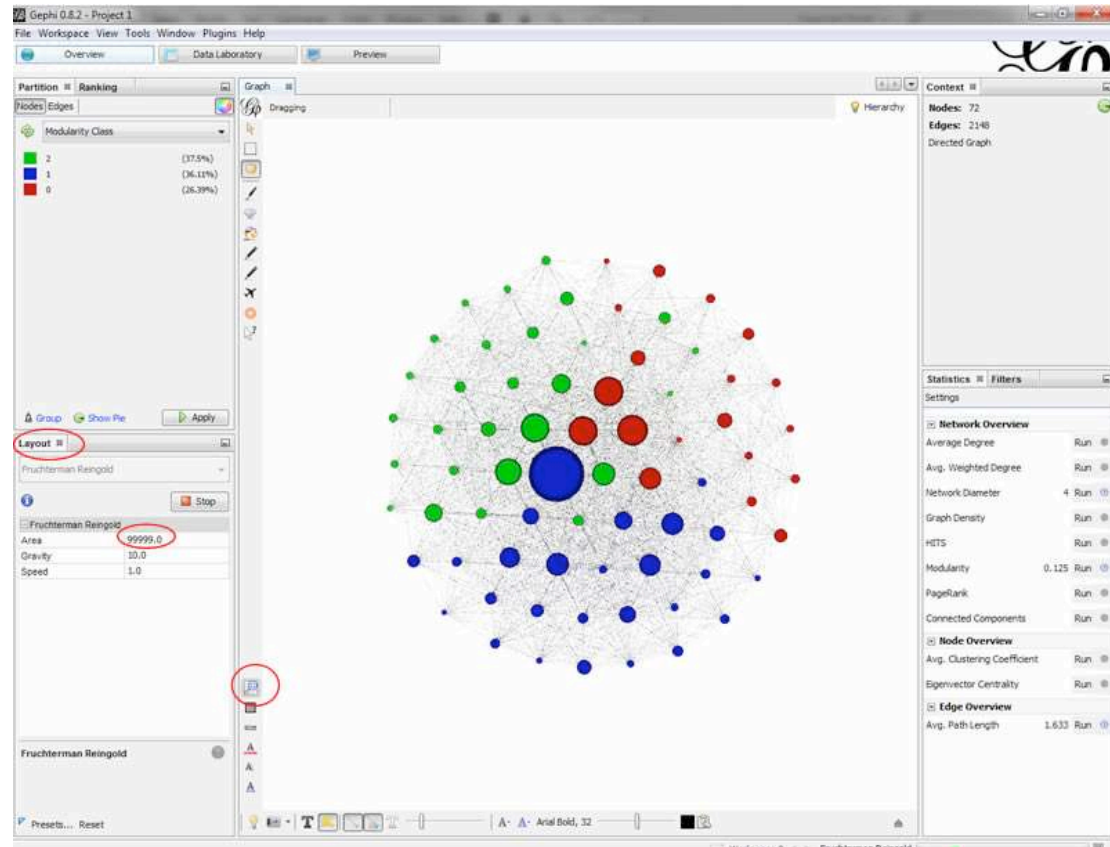 Gephi 0.8.2 - Project 1
File Workspace View Tools Window Plugins Help
Overview Data Laboratory Preview
Partition Ranking
Nodes Edges
Modularity Class
2 (37.5%)
1 (36.11%)
0 (26.39%)
Group Show Pie Apply
Layout
Fruchterman Reingold
Stop
Fruchterman Reingold
Area 99999.0
Gravity 10.0
Speed 1.0
Fruchterman Reingold
Presets... Reset
Graph
Dragging
Hierarchy
T A- A- Arial Bold, 32
Context
Nodes: 72
Edges: 2148
Directed Graph
Statistics Filters
Settings
Network Overview
Average Degree Run
Avg. Weighted Degree Run
Network Diameter 4 Run
Graph Density Run
HITS Run
Modularity 0.125 Run
PageRank Run
Connected Components Run
Node Overview
Avg. Clustering Coefficient Run
Eigenvector Centrality Run
Edge Overview
Avg. Path Length 1.633 Run